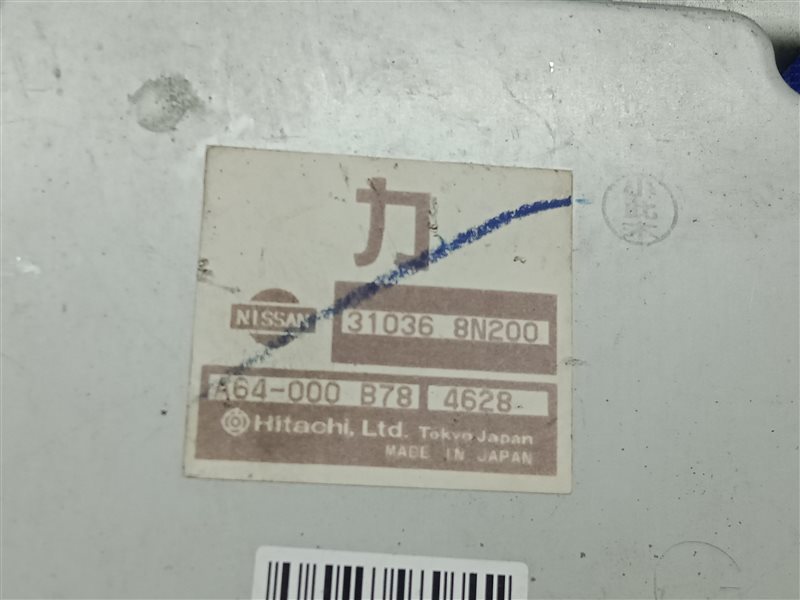 力
NISSAN
31036 8N200
A64-000 B78 4628
Hitachi, Ltd. Tokyo Japan
MADE IN JAPAN